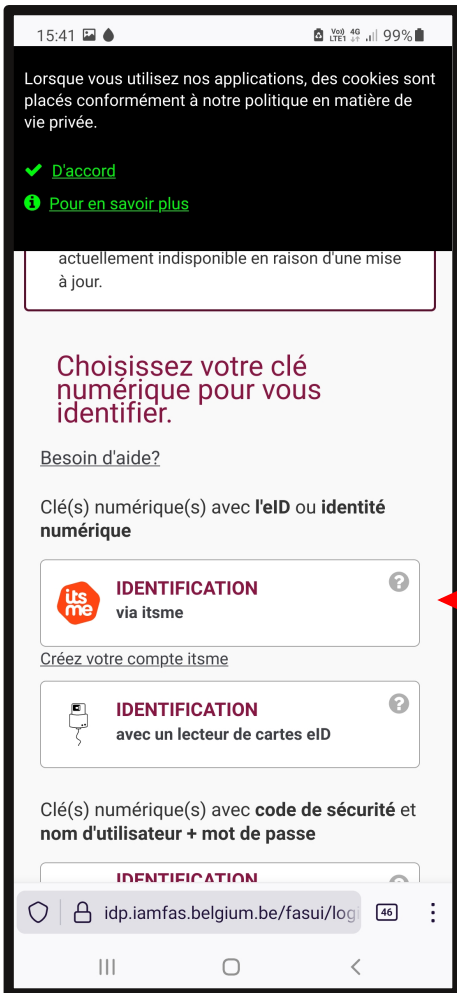 15:41 Vo)) LTE1 4G 99%
Lorsque vous utilisez nos applications, des cookies sont
placés conformément à notre politique en matière de
vie privée.
D'accord
Pour en savoir plus
actuellement indisponible en raison d'une mise
à jour.
Choisissez votre clé
numérique pour vous
identifier.
Besoin d'aide?
Clé(s) numérique(s) avec l'eID ou identité
numérique
IDENTIFICATION
its
me
via itsme
Créez votre compte itsme
IDENTIFICATION
avec un lecteur de cartes eID
Clé(s) numérique(s) avec code de sécurité et
nom d'utilisateur + mot de passe
IDENTIFICATION
idp.iamfas.belgium.be/fasui/log 46